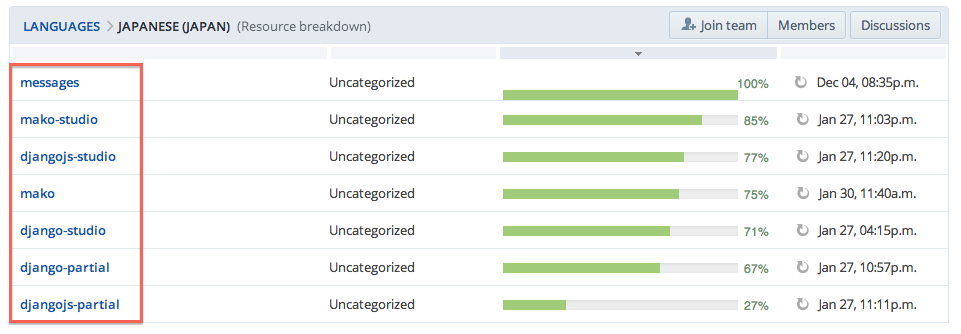 LANGUAGES > JAPANESE (JAPAN) (Resource breakdown) Join team Members Discussions
messages Uncategorized 100% Dec 04, 08:35p.m.
mako-studio Uncategorized 85% Jan 27, 11:03p.m.
djangojs-studio Uncategorized 77% Jan 27, 11:20p.m.
mako Uncategorized 75% Jan 30, 11:40a.m.
django-studio Uncategorized 71% Jan 27, 04:15p.m.
django-partial Uncategorized 67% Jan 27, 10:57p.m.
djangojs-partial Uncategorized 27% Jan 27, 11:11p.m.